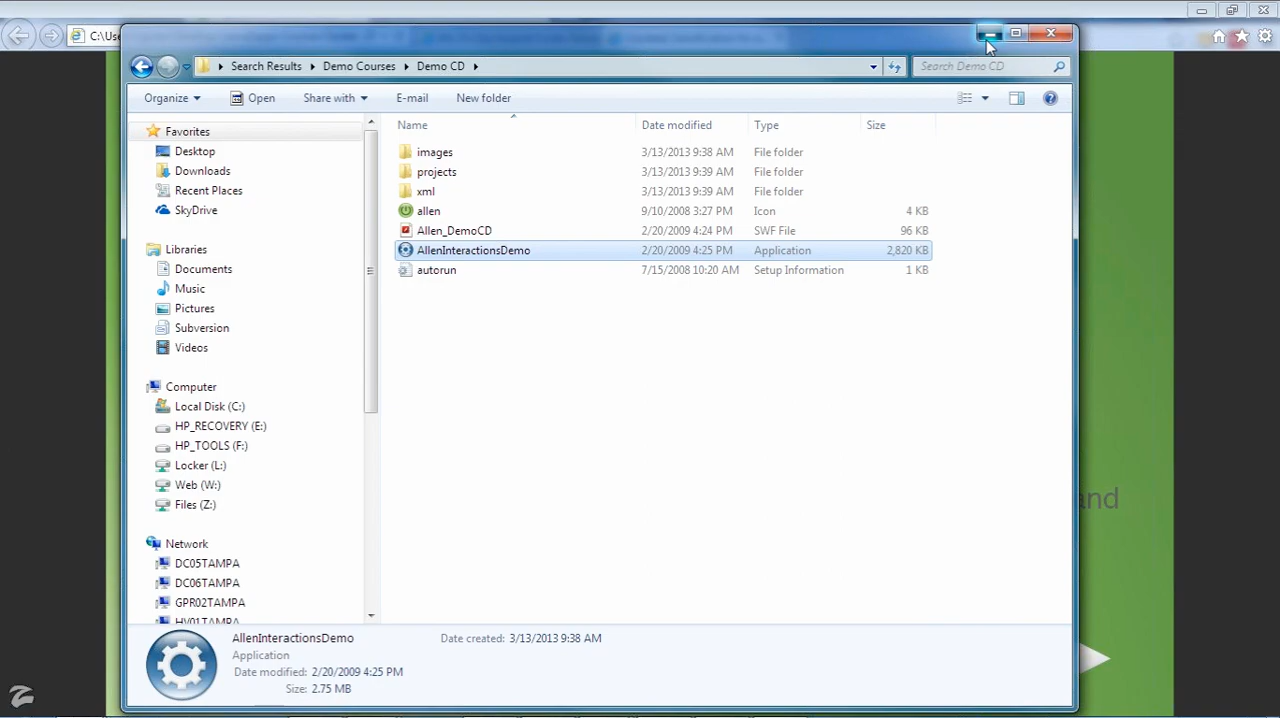 C:\Use
Search Results Demo Courses Demo CD
Search Demo CD
Organize Open Share with E-mail New folder
Name Date modified Type Size
Favorites
Desktop
Downloads
Recent Places
SkyDrive
Libraries
Documents
Music
Pictures
Subversion
Videos
Computer
Local Disk (C:)
HP_RECOVERY (E:)
HP_TOOLS (F:)
Locker (L:)
Web (W:)
Files (Z:)
Network
DC05TAMPA
DC06TAMPA
GPR02TAMPA
HV01TAMPA
images 3/13/2013 9:38 AM File folder
projects 3/13/2013 9:39 AM File folder
xml 3/13/2013 9:39 AM File folder
allen 9/10/2008 3:27 PM Icon 4 KB
Allen_DemoCD 2/20/2009 4:24 PM SWF File 96 KB
AllenInteractionsDemo 2/20/2009 4:25 PM Application 2,820 KB
autorun 7/15/2008 10:20 AM Setup Information 1 KB
and
AllenInteractionsDemo Date created: 3/13/2013 9:38 AM
Application
Date modified: 2/20/2009 4:25 PM
Size: 2.75 MB